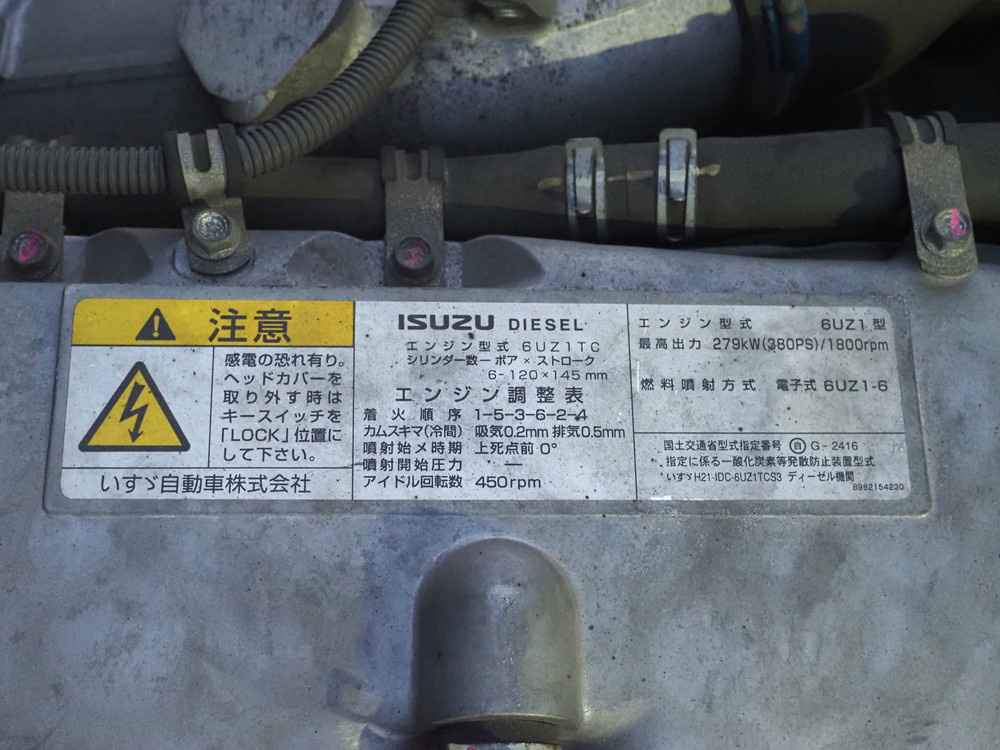 注意
感電の恐れ有り。
ヘッドカバーを
取り外す時は
キースイッチを
「LOCK」位置に
して下さい。
いすゞ自動車株式会社
ISUZU DIESEL
エンジン型式 6UZ1TC
シリンダー数ーボア×ストローク
6-120×145mm
エンジン調整表
着火順序 1-5-3-6-2-4
カムスキマ(冷間) 吸気0.2mm 排気0.5mm
噴射始メ時期 上死点前 0°
噴射開始圧力 ―
アイドル回転数 450rpm
エンジン型式 6UZ1型
最高出力 279kW(380PS)/1800rpm
燃料噴射方式 電子式 6UZ1-6
国土交通省型式指定番号 自 G-2416
指定に係る一酸化炭素等発散防止装置型式
いすゞH21-IDC-6UZ1TCS3 ディーゼル機関
8982154230